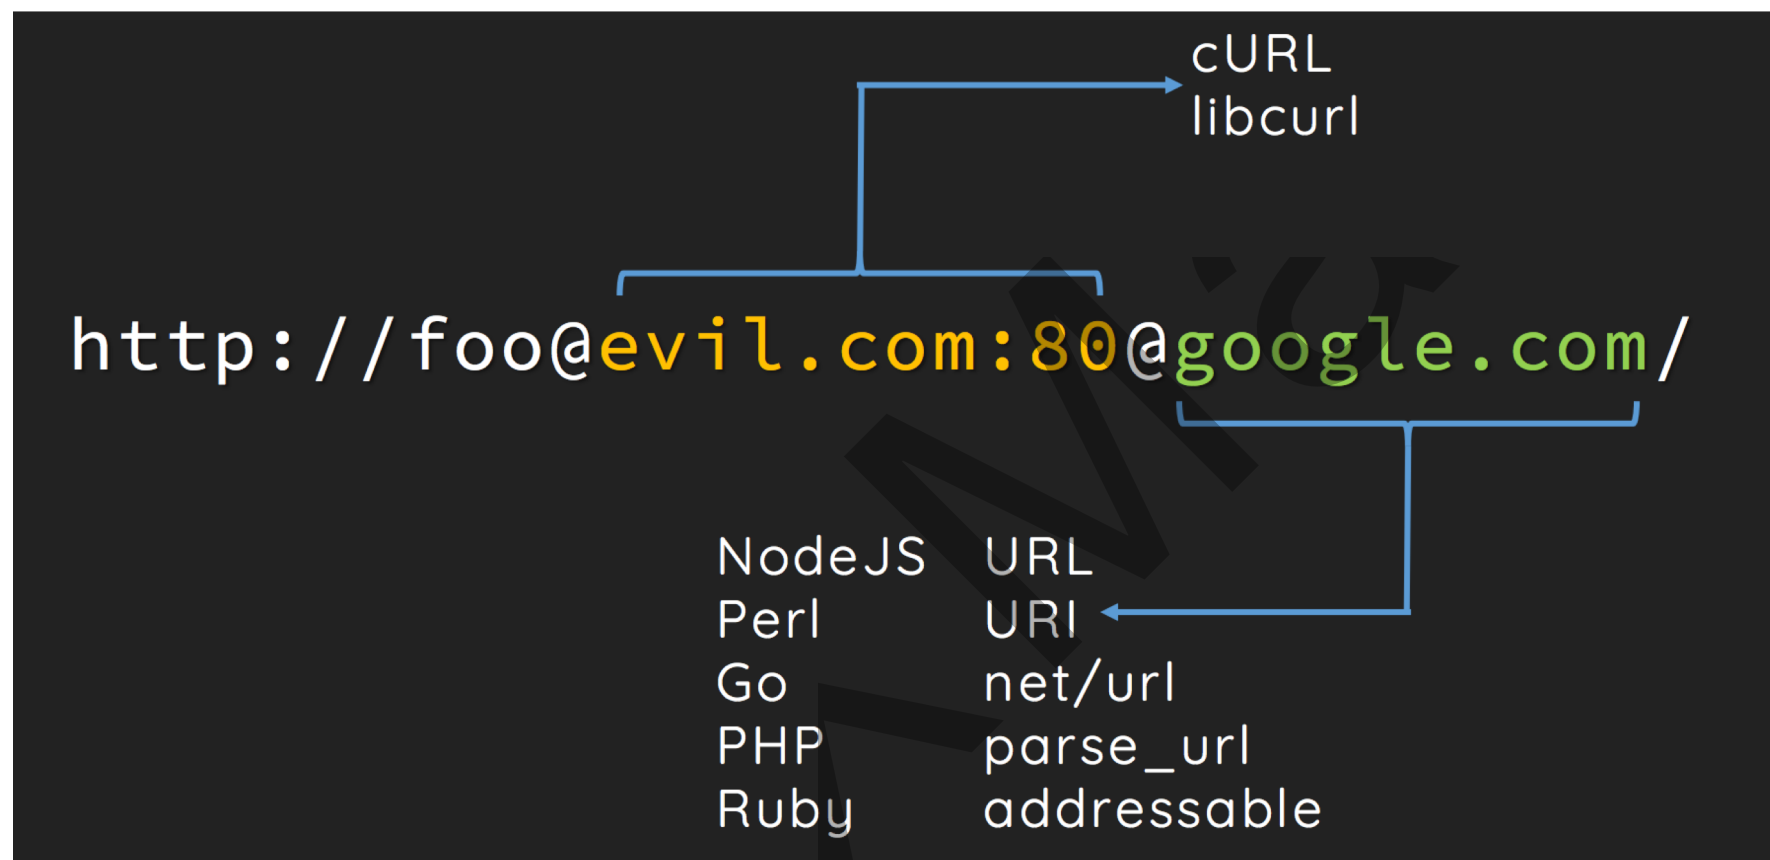 cURL
libcurl
http://foo@evil.com:80@google.com/
NodeJS URL
Perl URI
Go net/url
PHP parse_url
Ruby addressable